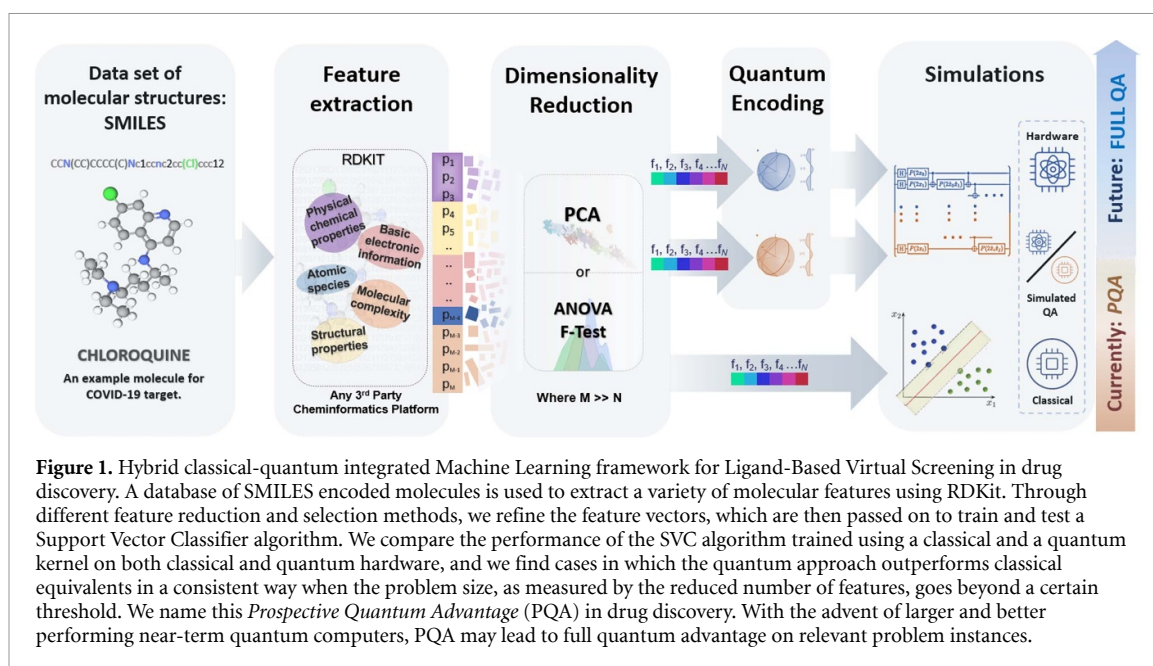 Data set of
molecular structures:
SMILES
CCN(CC)CCCC(C)Nc1ccnc2cc(Cl)ccc12
CHLOROQUINE
An example molecule for
COVID-19 target.
Feature
extraction
RDKIT
Physical
chemical
properties
Basic
electronic
information
Atomic
species
Molecular
complexity
Structural
properties
Any 3rd Party
Cheminformatics Platform
P1
P2
P3
P4
P5
..
..
..
..
PM-4
PM-3
PM-2
PM-1
PM
Dimensionality
Reduction
PCA
or
ANOVA
F-Test
Where M >> N
Quantum
Encoding
f1, f2, f3, f4 ...fN
f1, f2, f3, f4 ...fN
f1, f2, f3, f4 ...fN
Simulations
x2
x1
Hardware
Simulated
QA
Classical
Future: FULL QA
Currently: PQA
Figure 1. Hybrid classical-quantum integrated Machine Learning framework for Ligand-Based Virtual Screening in drug
discovery. A database of SMILES encoded molecules is used to extract a variety of molecular features using RDKit. Through
different feature reduction and selection methods, we refine the feature vectors, which are then passed on to train and test a
Support Vector Classifier algorithm. We compare the performance of the SVC algorithm trained using a classical and a quantum
kernel on both classical and quantum hardware, and we find cases in which the quantum approach outperforms classical
equivalents in a consistent way when the problem size, as measured by the reduced number of features, goes beyond a certain
threshold. We name this Prospective Quantum Advantage (PQA) in drug discovery. With the advent of larger and better
performing near-term quantum computers, PQA may lead to full quantum advantage on relevant problem instances.